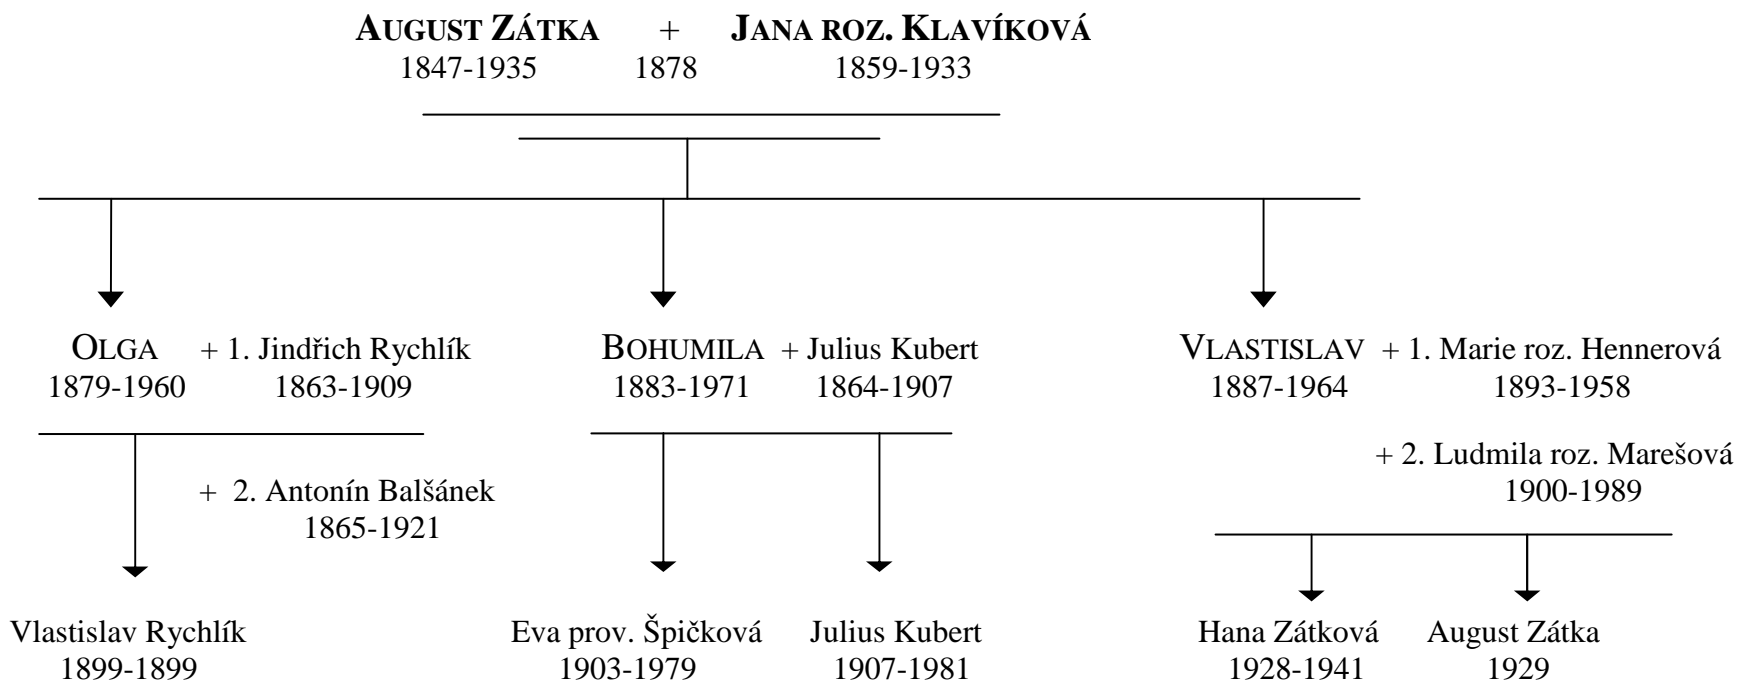 AUGUST ZÁTKA + JANA ROZ. KLAVÍKOVÁ
1847-1935 1878 1859-1933
OLGA + 1. Jindřich Rychlík BOHUMILA + Julius Kubert VLASTISLAV + 1. Marie roz. Hennerová
1879-1960 1863-1909 1883-1971 1864-1907 1887-1964 1893-1958
+ 2. Ludmila roz. Marešová
+ 2. Antonín Balšánek 1900-1989
1865-1921
Vlastislav Rychlík Eva prov. Špičková Julius Kubert Hana Zátková August Zátka
1899-1899 1903-1979 1907-1981 1928-1941 1929